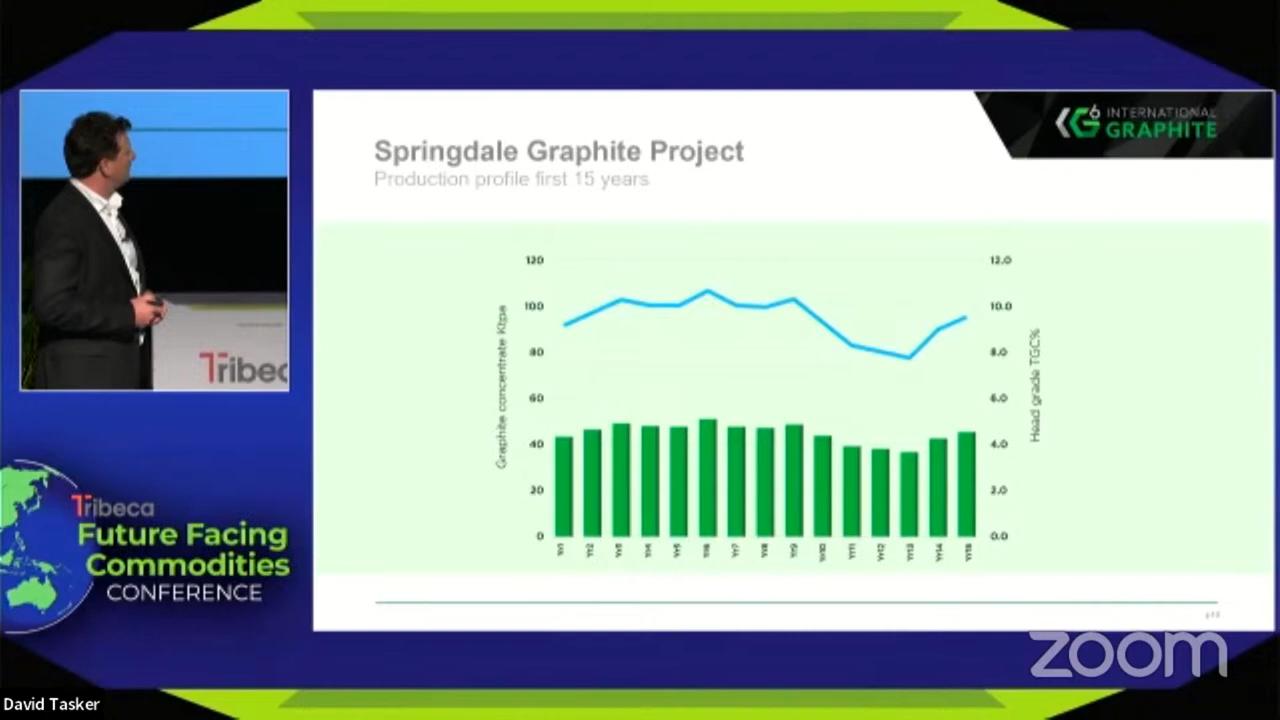 INTERNATIONAL
GRAPHITE
Springdale Graphite Project
Production profile first 15 years
120
100
80
60
40
20
0
Graphite concentrate Ktpa
12.0
10.0
8.0
6.0
4.0
2.0
0.0
Head grade TGC%
Tribec
Tribeca
Future Facing
Commodities
CONFERENCE
zoom
David Tasker